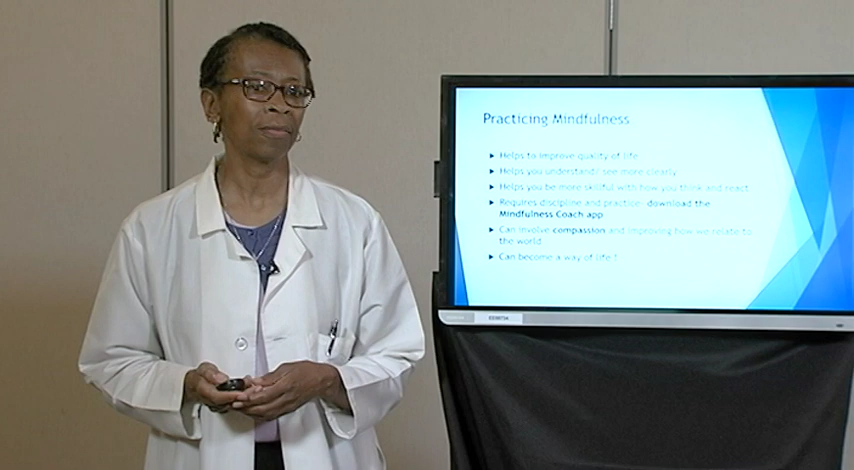 Practicing Mindfulness
Helps to improve quality of life
Helps you understand/ see more clearly
Helps you be more skillful with how you think and react
Requires discipline and practice- download the
Mindfulness Coach app
Can involve compassion and improving how we relate to
the world
Can become a way of life !